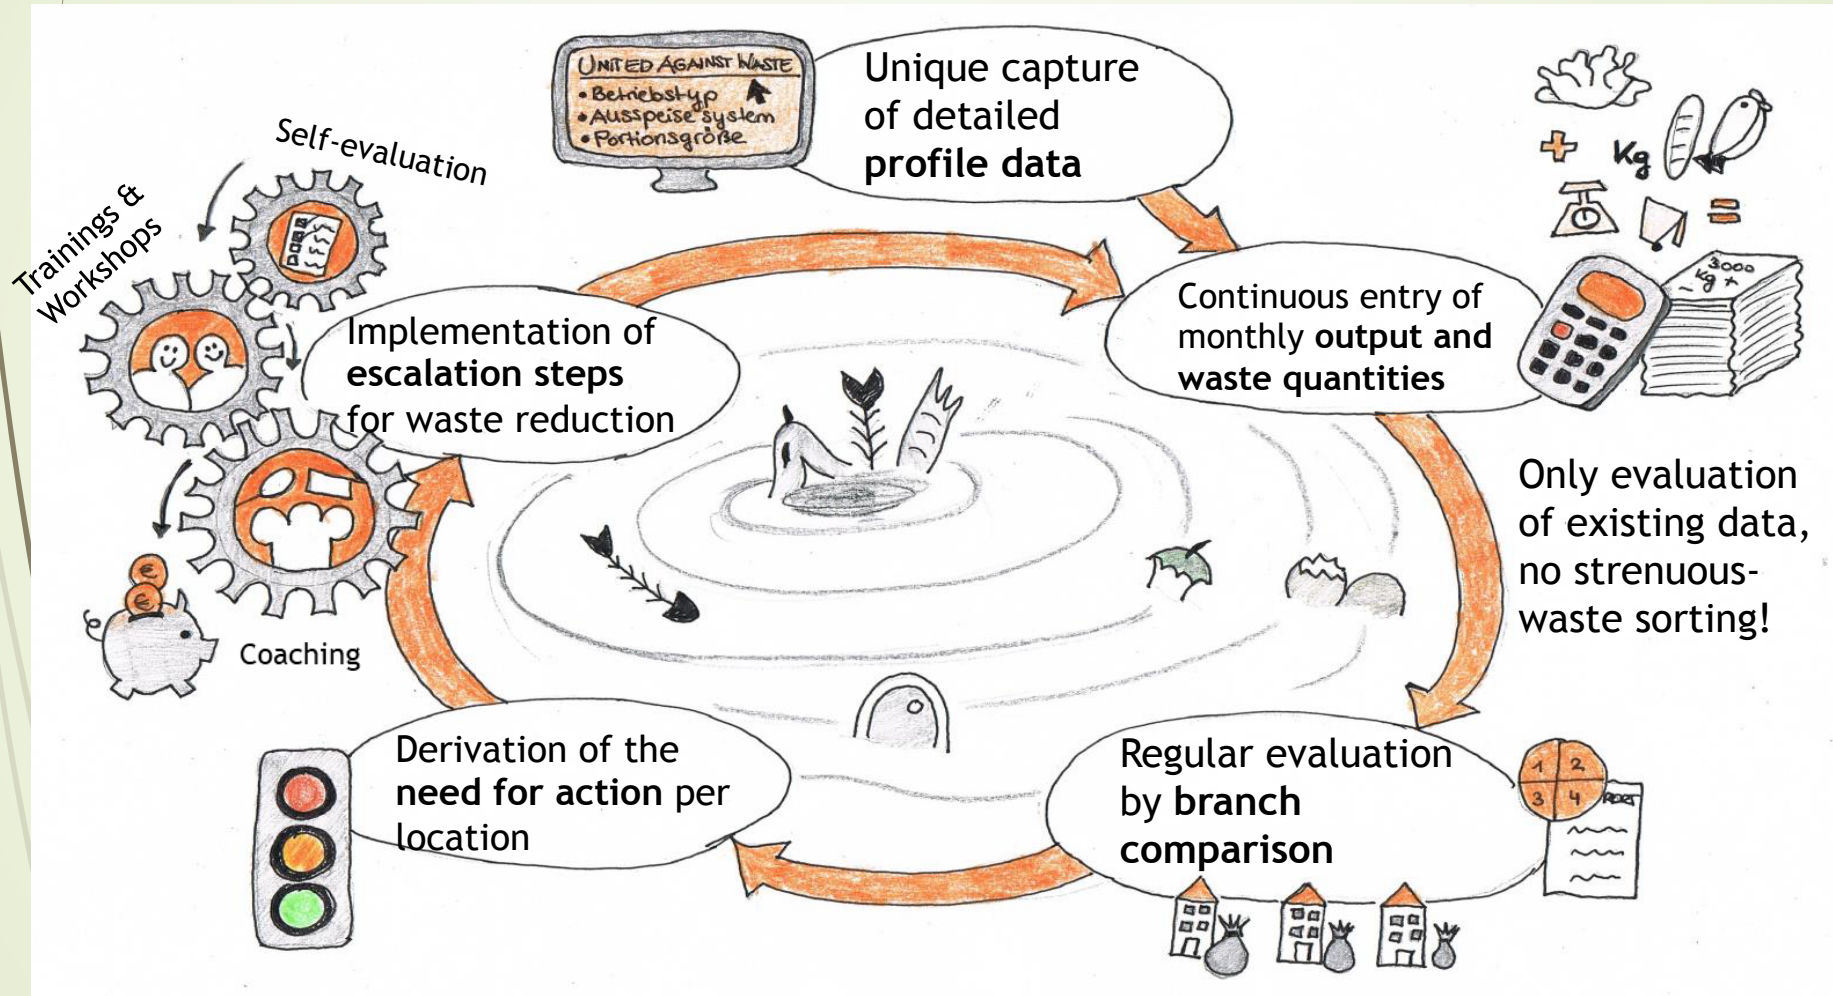 UNITED AGAINST WASTE
• Betriebstyp
• Ausspeisesystem
• Portionsgröße
Unique capture
of detailed
profile data
Self-evaluation
Trainings &
Workshops
Implementation of
escalation steps
for waste reduction
Kg
3000
Kg
Continuous entry of
monthly output and
waste quantities
Only evaluation
of existing data,
no strenuous-
waste sorting!
€
€
Coaching
Derivation of the
need for action per
location
Regular evaluation
by branch
comparison
1 2
3 4